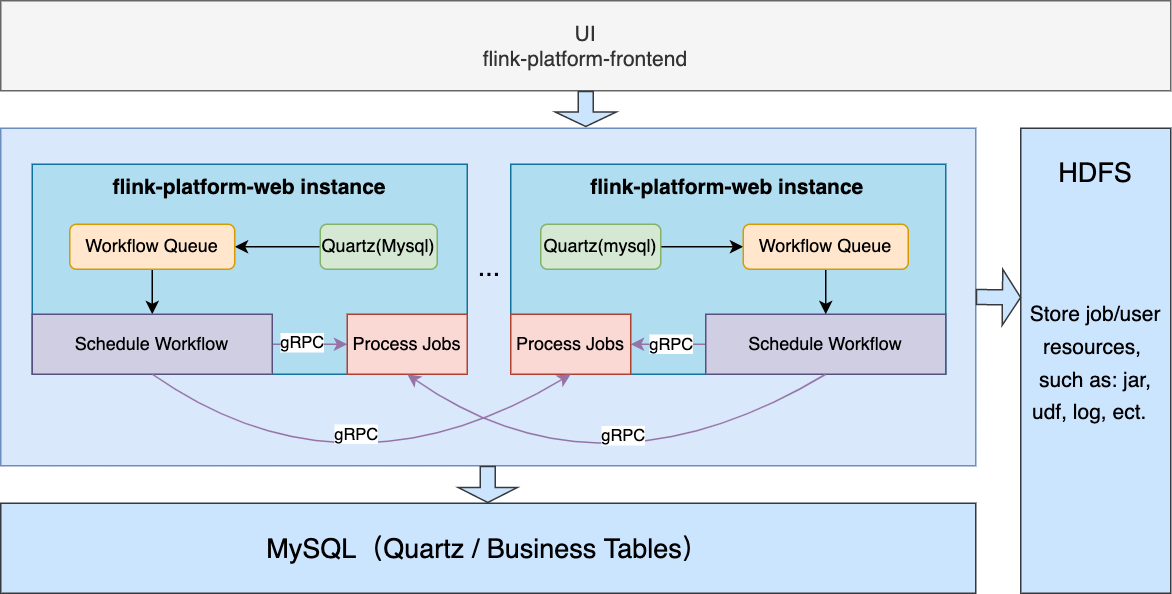 UI
flink-platform-frontend
flink-platform-web instance
Workflow Queue
Quartz(Mysql)
Schedule Workflow
gRPC
Process Jobs
...
flink-platform-web instance
Quartz(mysql)
Workflow Queue
Process Jobs
gRPC
Schedule Workflow
gRPC
gRPC
HDFS
Store job/user
resources,
such as: jar,
udf, log, ect.
MySQL（Quartz / Business Tables）